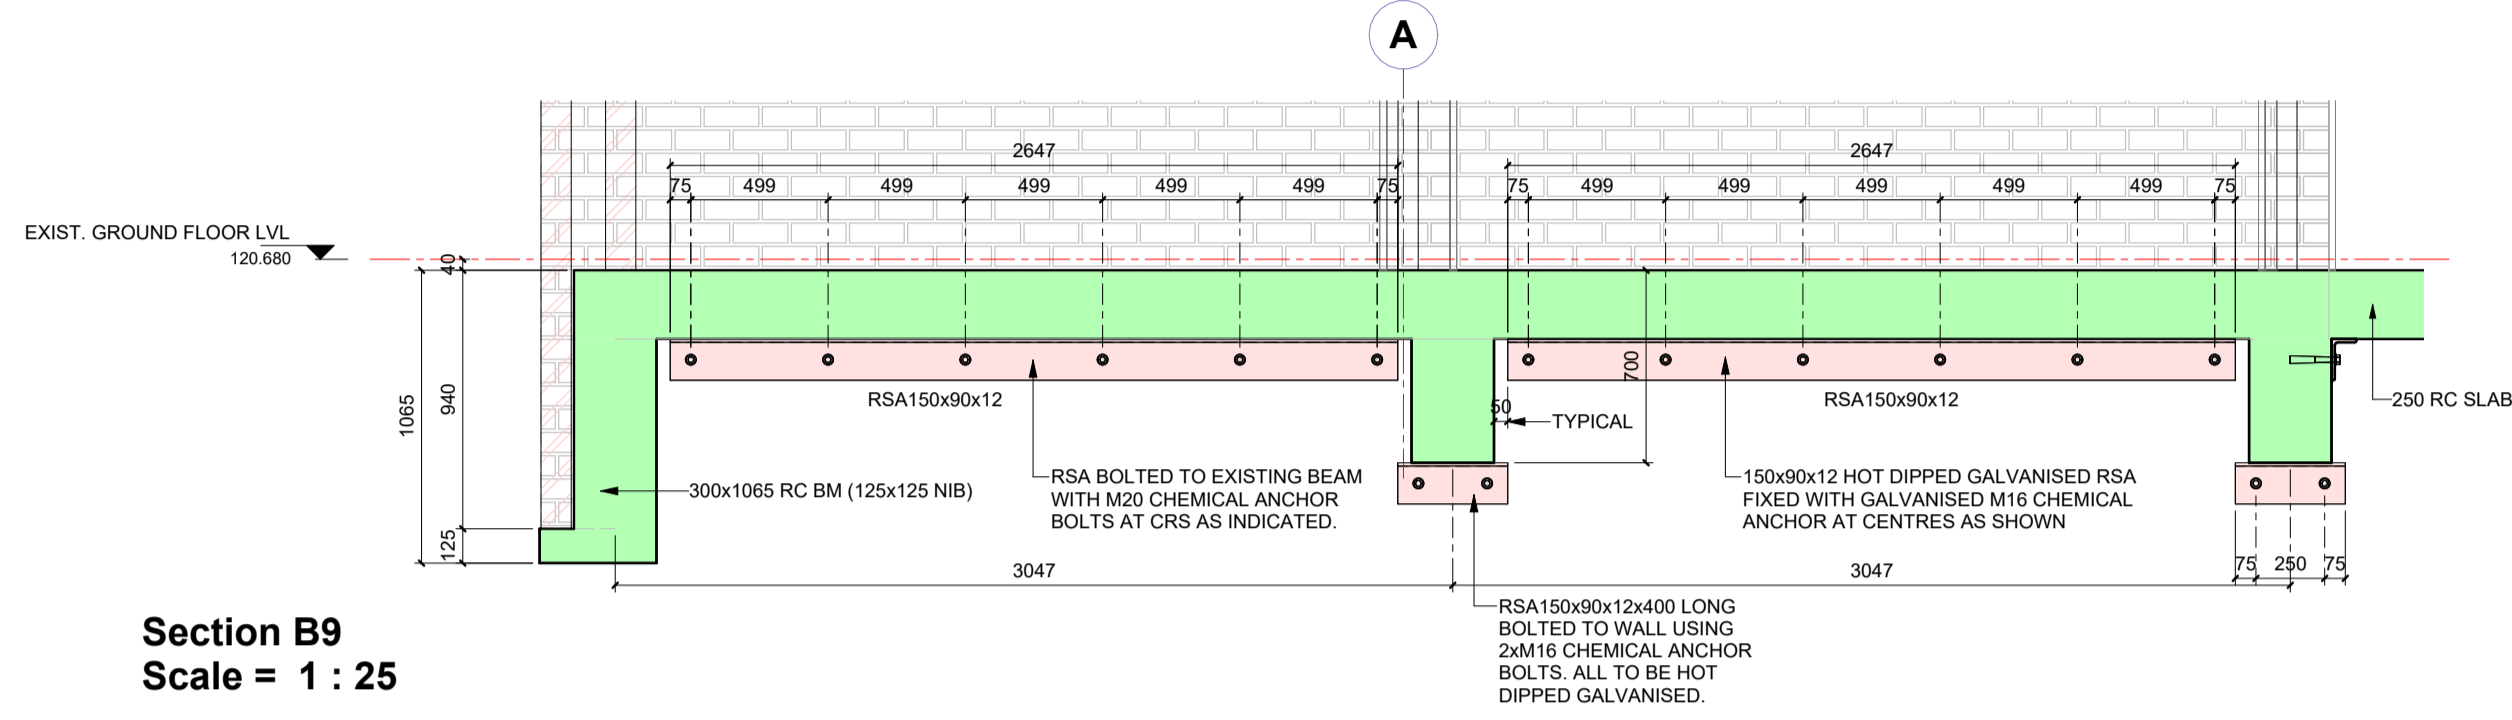 A
2647
2647
75 499 499 499 499 499 75
75 499 499 499 499 499 75
EXIST. GROUND FLOOR LVL
120.680
40
1065
940
125
700
RSA150x90x12
RSA150x90x12
250 RC SLAB
50
TYPICAL
300x1065 RC BM (125x125 NIB)
RSA BOLTED TO EXISTING BEAM
WITH M20 CHEMICAL ANCHOR
BOLTS AT CRS AS INDICATED.
150x90x12 HOT DIPPED GALVANISED RSA
FIXED WITH GALVANISED M16 CHEMICAL
ANCHOR AT CENTRES AS SHOWN
3047
3047
75 250 75
RSA150x90x12x400 LONG
BOLTED TO WALL USING
2xM16 CHEMICAL ANCHOR
BOLTS. ALL TO BE HOT
DIPPED GALVANISED.
Section B9
Scale = 1 : 25